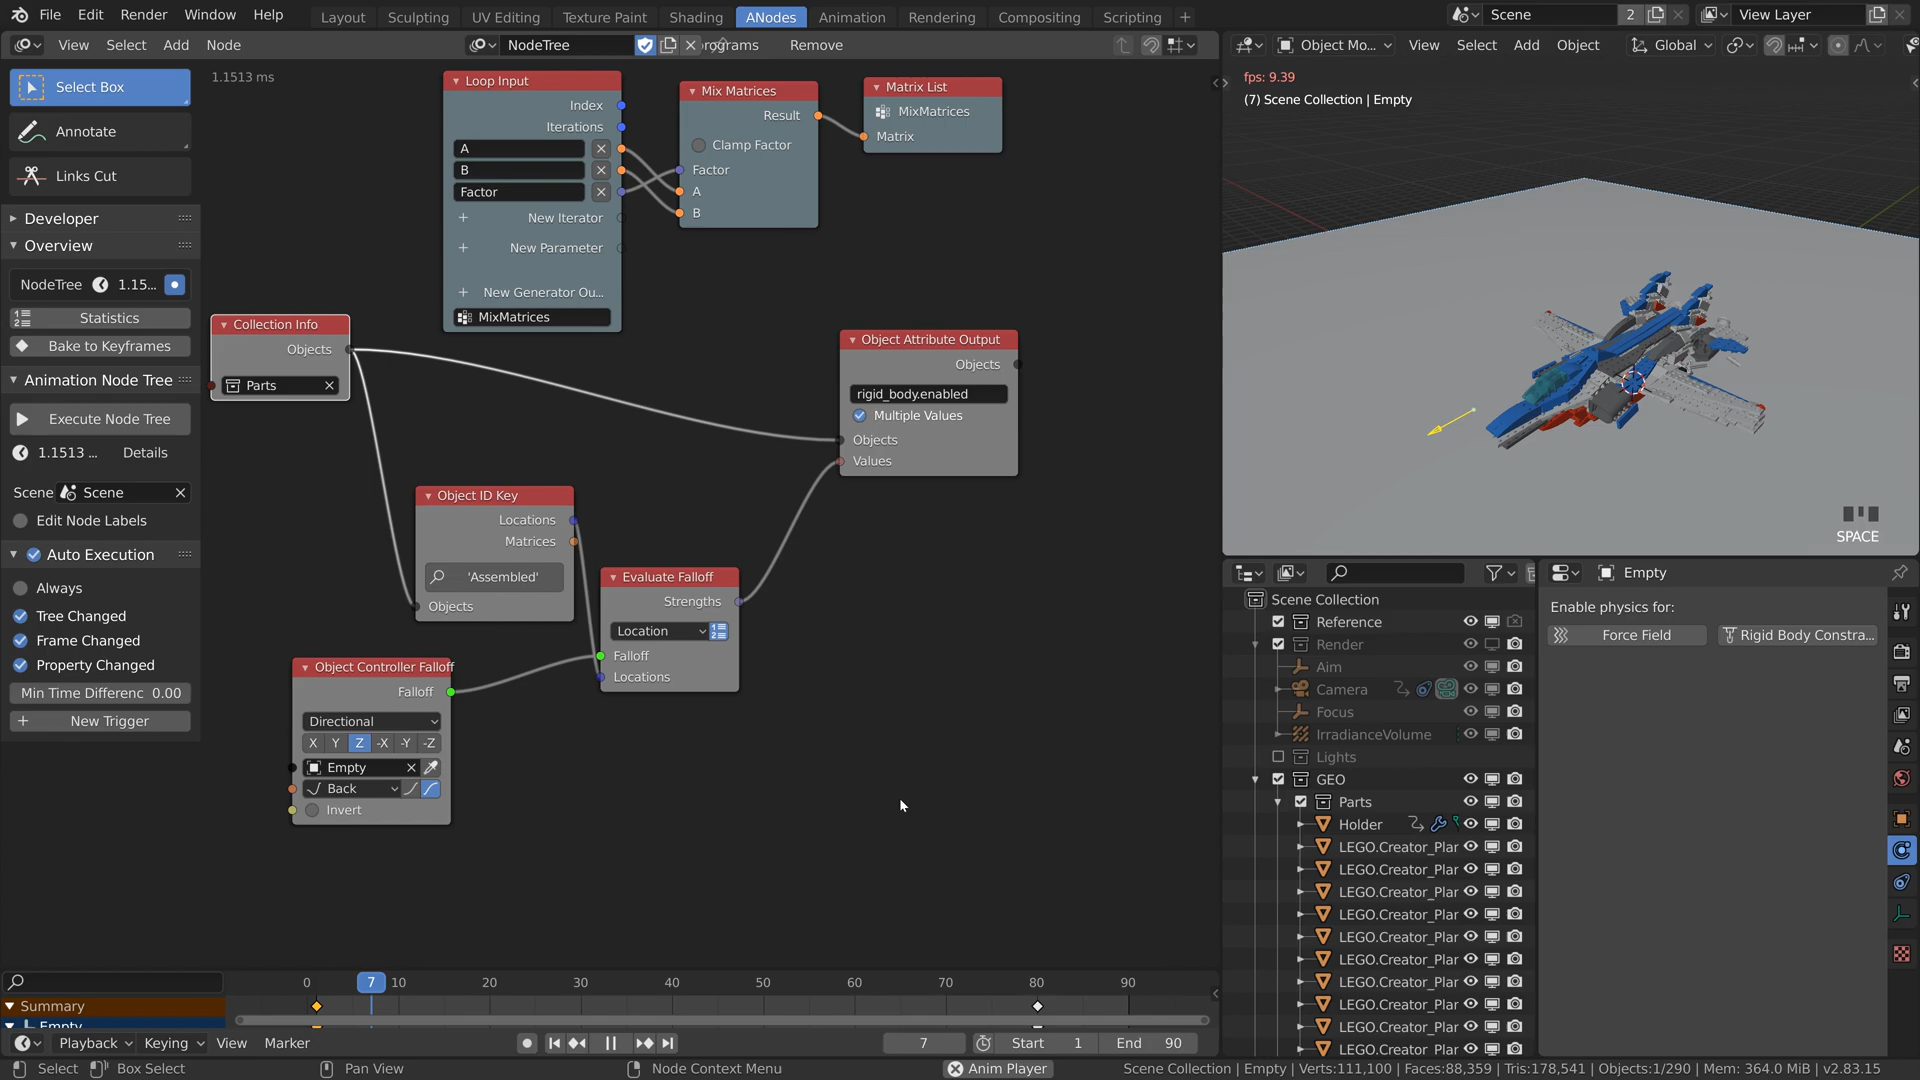 File Edit Render Window Help
Layout Sculpting UV Editing Texture Paint Shading ANodes Animation Rendering Compositing Scripting +
Scene 2 View Layer
View Select Add Node
NodeTree
rograms Remove
Object Mo... View Select Add Object Global
Select Box
Annotate
Links Cut
Developer
Overview
NodeTree 1.15...
Statistics
Bake to Keyframes
Animation Node Tree
Execute Node Tree
1.1513 ... Details
Scene Scene
Edit Node Labels
Auto Execution
Always
Tree Changed
Frame Changed
Property Changed
Min Time Differenc 0.00
New Trigger
1.1513 ms
Loop Input
Index
Iterations
A
B
Factor
New Iterator
New Parameter
New Generator Ou...
MixMatrices
Mix Matrices
Result
Clamp Factor
Factor
A
B
Matrix List
MixMatrices
Matrix
Collection Info
Objects
Parts
Object Attribute Output
Objects
rigid_body.enabled
Multiple Values
Objects
Values
Object ID Key
Locations
Matrices
'Assembled'
Objects
Evaluate Falloff
Strengths
Location
Falloff
Locations
Object Controller Falloff
Falloff
Directional
X Y Z -X -Y -Z
Empty
Back
Invert
fps: 9.39
(7) Scene Collection | Empty
SPACE
Scene Collection
Reference
Render
Aim
Camera
Focus
IrradianceVolume
Lights
GEO
Parts
Holder
LEGO.Creator_Plar
LEGO.Creator_Plar
LEGO.Creator_Plar
LEGO.Creator_Plar
LEGO.Creator_Plar
LEGO.Creator_Plar
LEGO.Creator_Plar
LEGO.Creator_Plar
LEGO.Creator_Plar
LEGO.Creator_Plar
Empty
Enable physics for:
Force Field Rigid Body Constra...
0 7 10 20 30 40 50 60 70 80 90
Summary
Empty
Playback Keying View Marker
7 Start 1 End 90
Select Box Select Pan View Node Context Menu Anim Player
Scene Collection | Empty | Verts:111,100 | Faces:88,359 | Tris:178,541 | Objects:1/290 | Mem: 364.0 MiB | v2.83.15